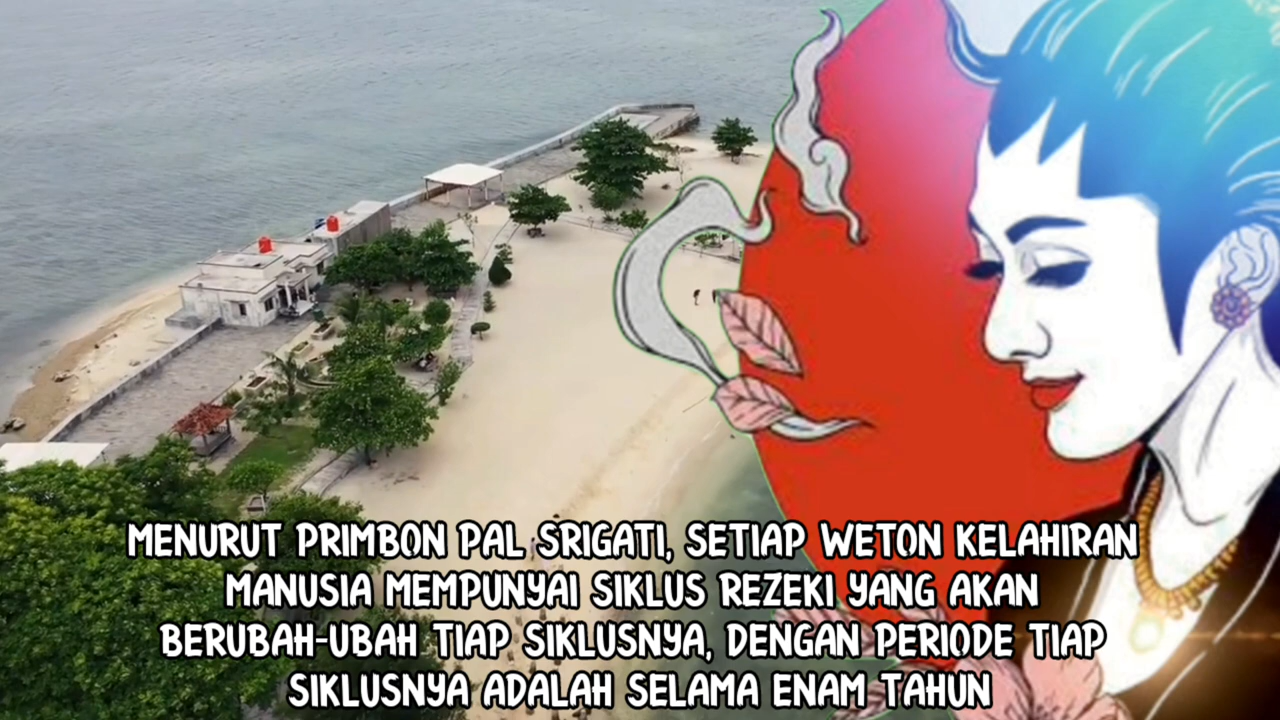 MENURUT PRIMBON PAL SRIGATI, SETIAP WETON KELAHIRAN
MANUSIA MEMPUNYAI SIKLUS REZEKI YANG AKAN
BERUBAH-UBAH TIAP SIKLUSNYA, DENGAN PERIODE TIAP
SIKLUSNYA ADALAH SELAMA ENAM TAHUN